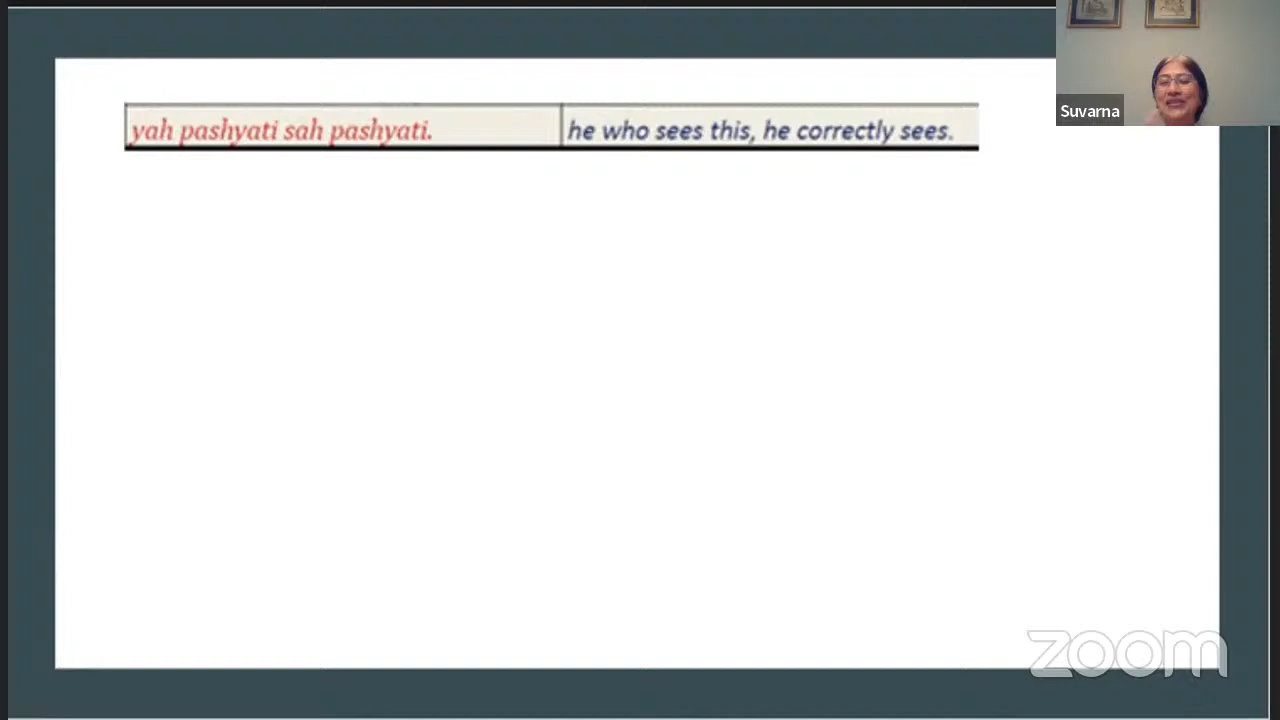 yah pashyati sah pashyati. he who sees this, he correctly sees.
Suvarna
zoom